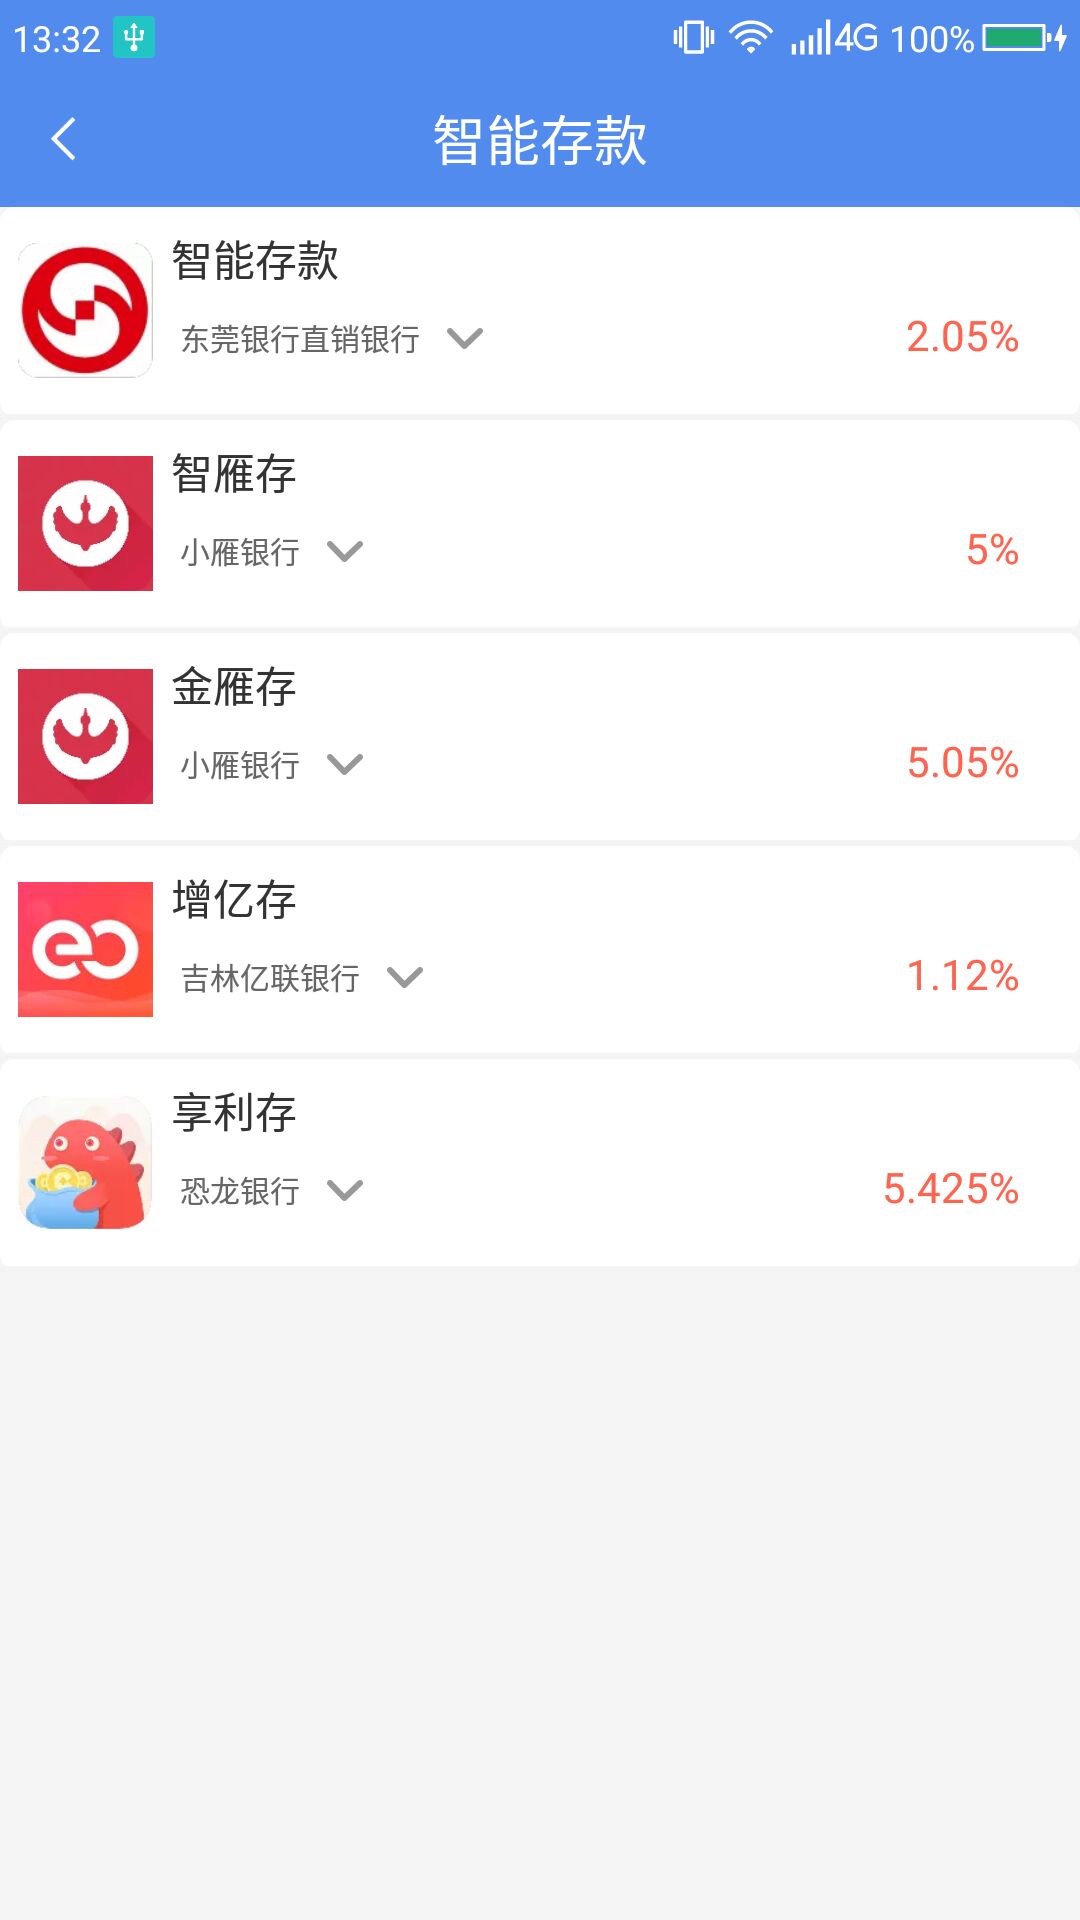 13:32 4G 100%
智能存款
智能存款
东莞银行直销银行 2.05%
智雁存
小雁银行 5%
金雁存
小雁银行 5.05%
增亿存
吉林亿联银行 1.12%
享利存
恐龙银行 5.425%